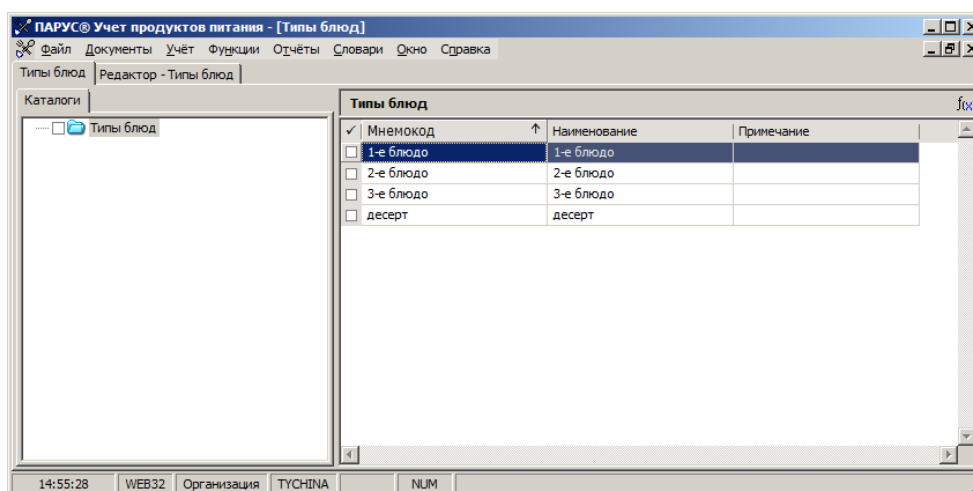 ПАРУС® Учет продуктов питания - [Типы блюд]
Файл Документы Учёт Функции Отчёты Словари Окно Справка
Типы блюд Редактор - Типы блюд
Каталоги
Типы блюд
Типы блюд f(x)
✓ Мнемокод ↑ Наименование Примечание
1-е блюдо 1-е блюдо
2-е блюдо 2-е блюдо
3-е блюдо 3-е блюдо
десерт десерт
14:55:28 WEB32 Организация TYCHINA NUM